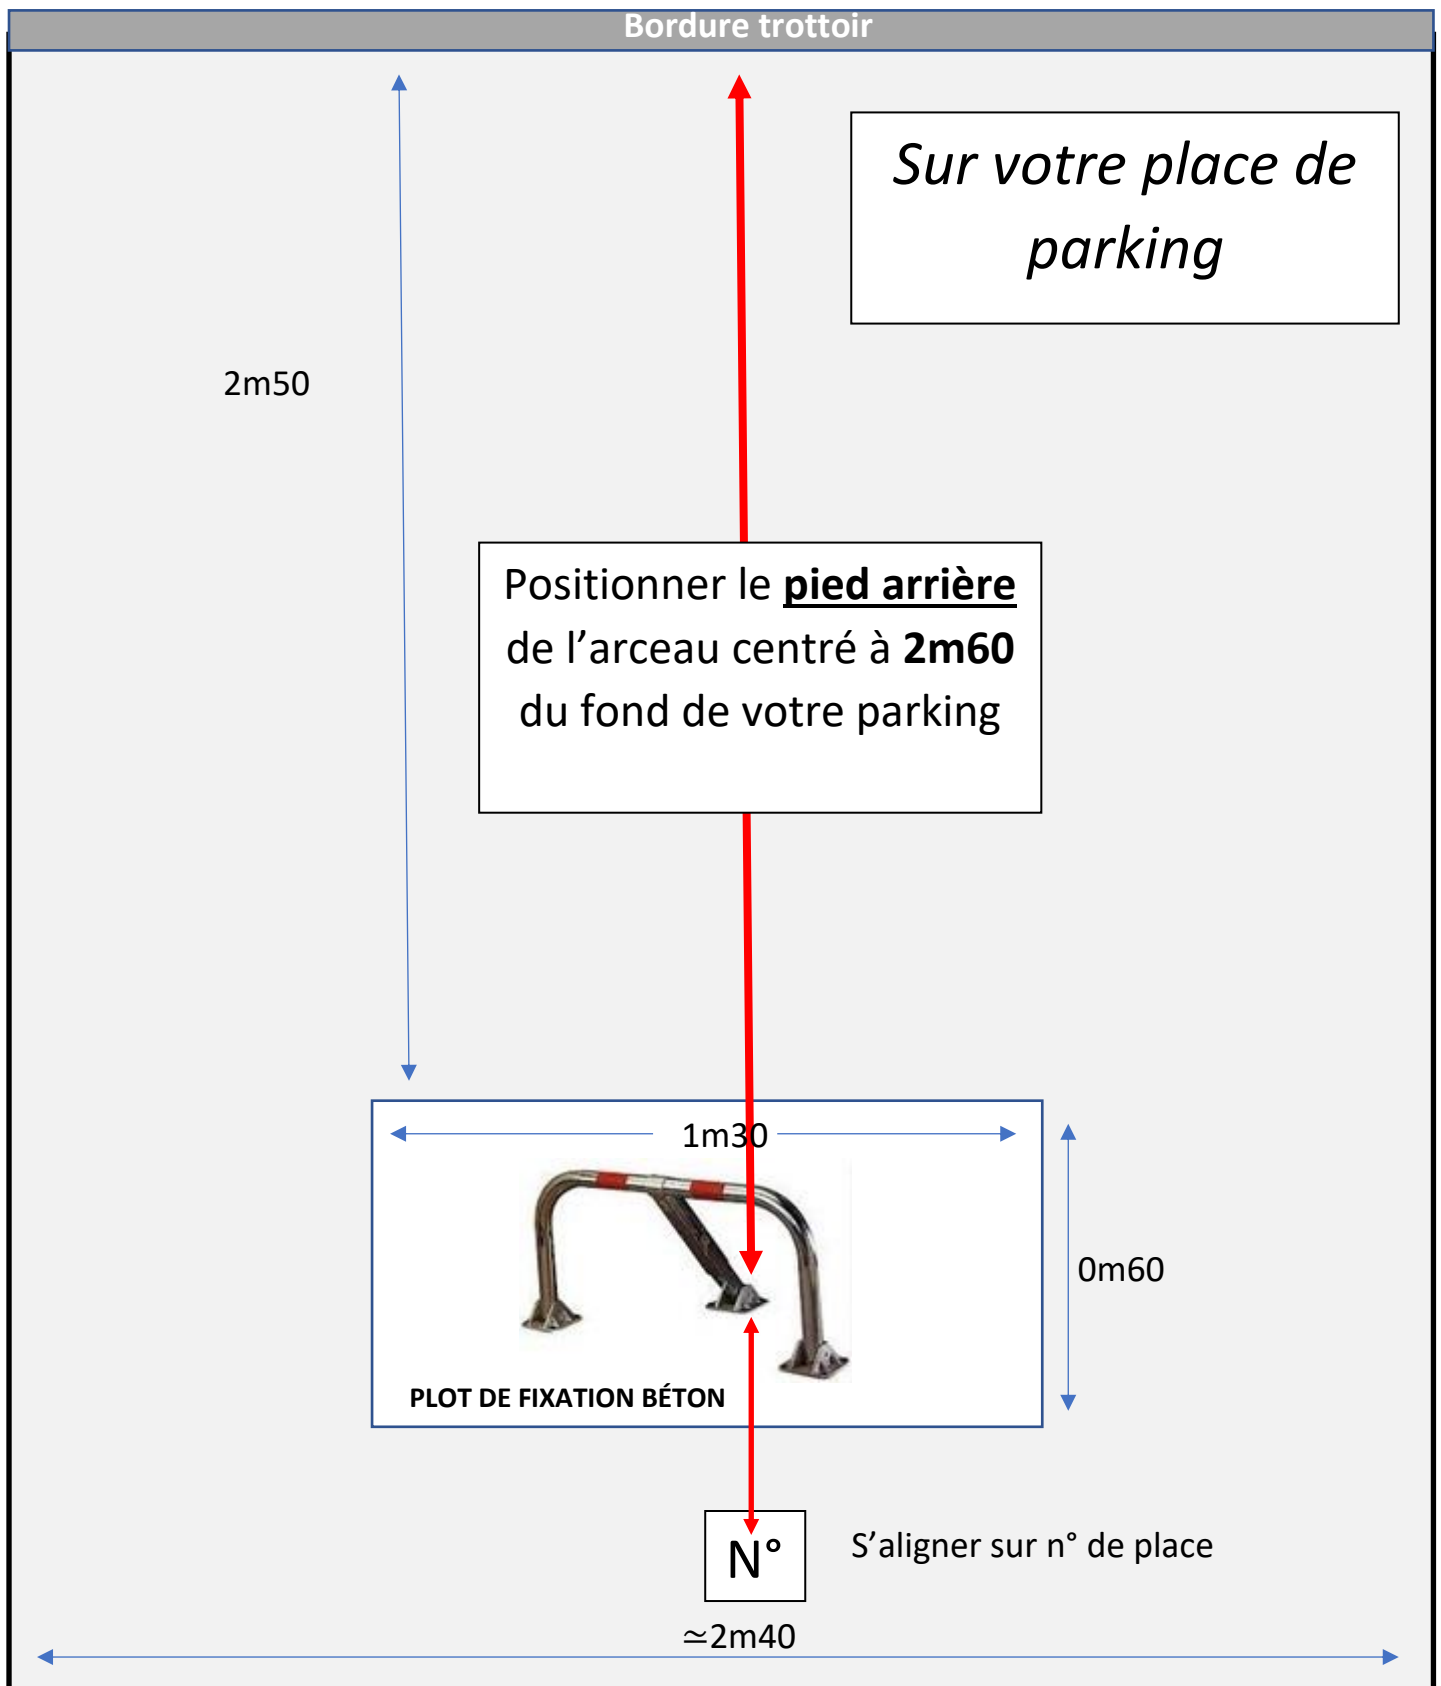 Bordure trottoir
Sur votre place de
parking
2m50
Positionner le pied arrière
de l’arceau centré à 2m60
du fond de votre parking
1m30
0m60
PLOT DE FIXATION BÉTON
N°
S’aligner sur n° de place
≃2m40